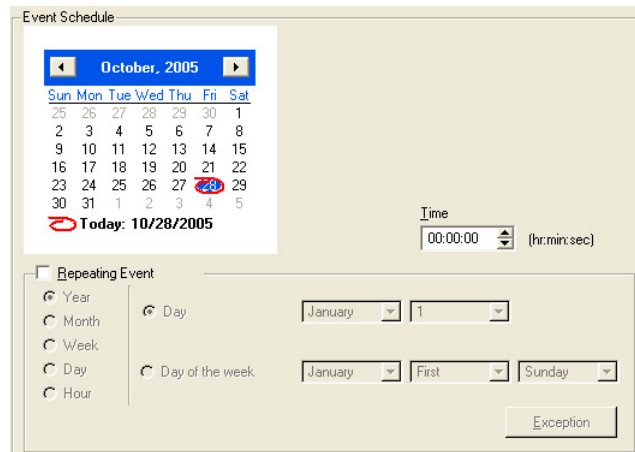 Event Schedule
October, 2005
Sun Mon Tue Wed Thu Fri Sat
25 26 27 28 29 30 1
2 3 4 5 6 7 8
9 10 11 12 13 14 15
16 17 18 19 20 21 22
23 24 25 26 27 28 29
30 31 1 2 3 4 5
Today: 10/28/2005
Time
00:00:00 (hr:min:sec)
Repeating Event
Year
Month
Week
Day
Hour
Day January 1
Day of the week January First Sunday
Exception